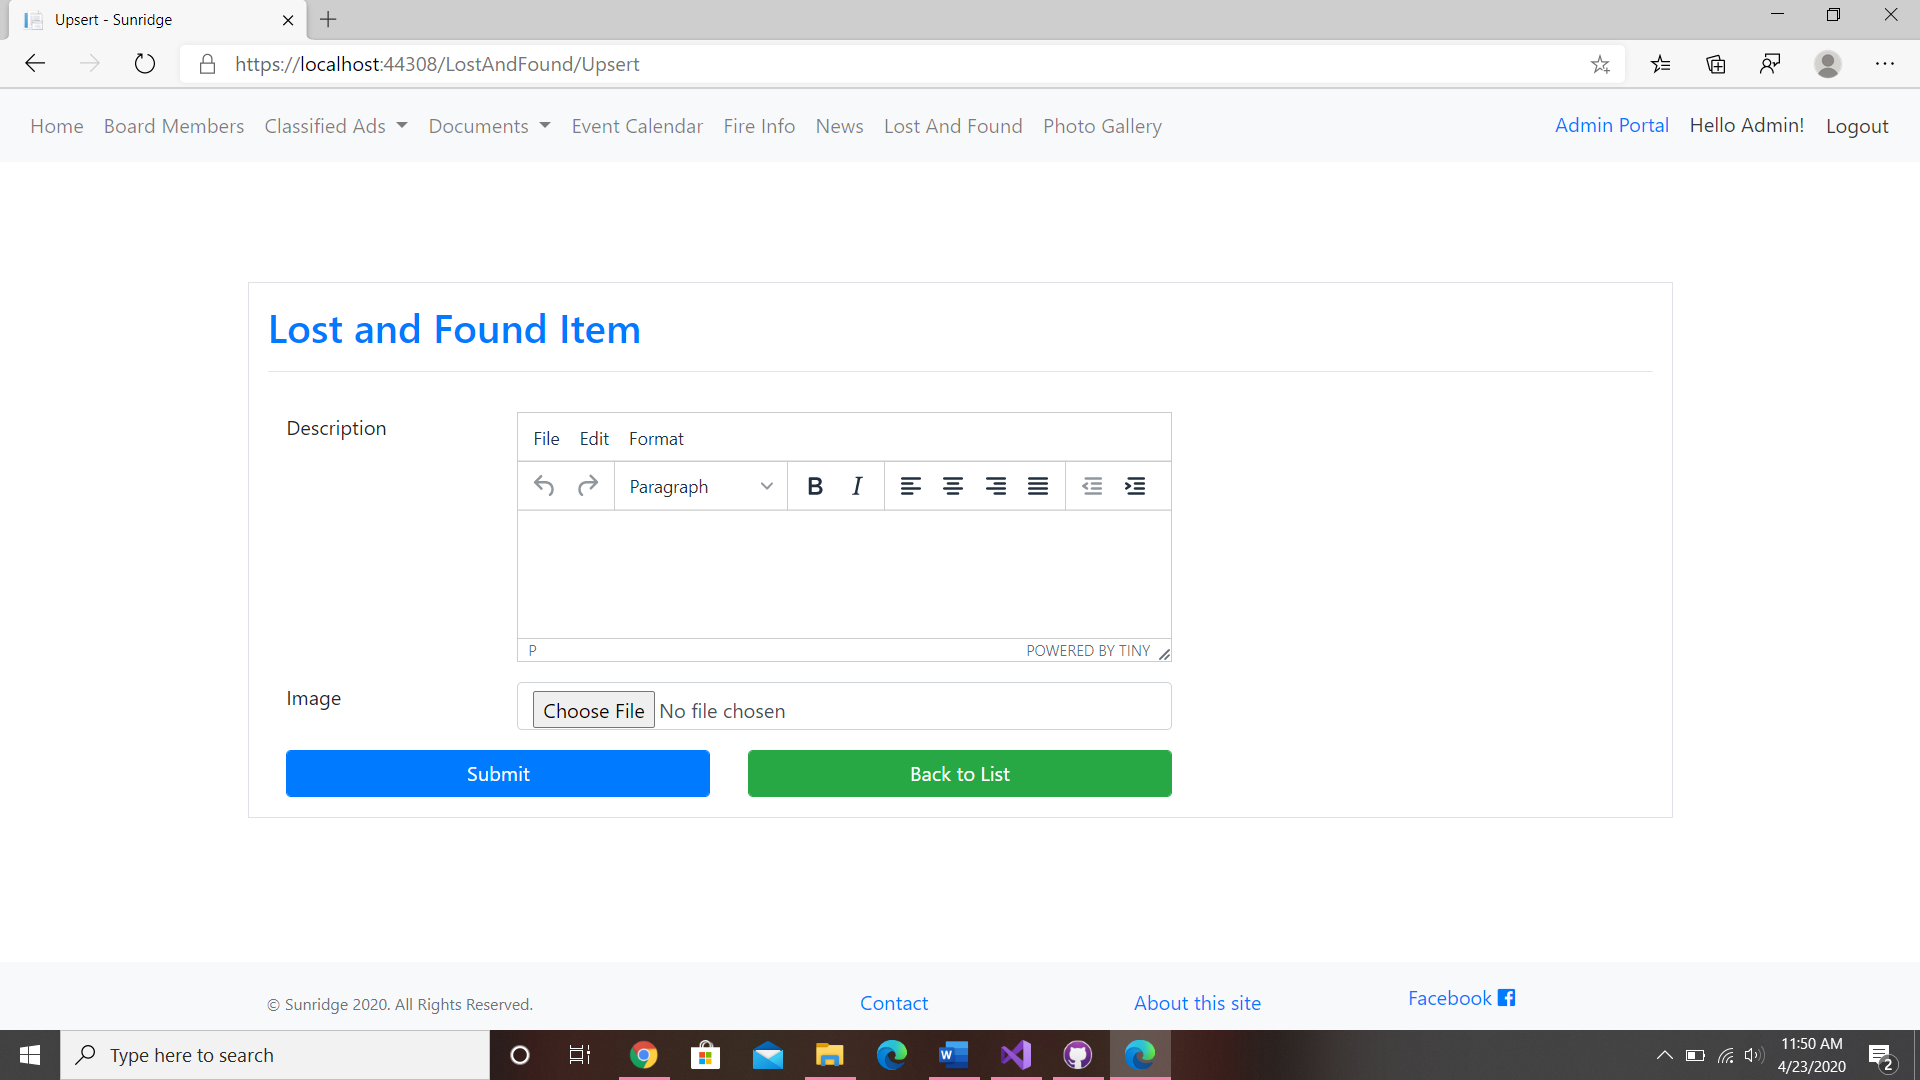 Upsert - Sunridge
https://localhost:44308/LostAndFound/Upsert
Home Board Members Classified Ads Documents Event Calendar Fire Info News Lost And Found Photo Gallery Admin Portal Hello Admin! Logout
Lost and Found Item
Description
File Edit Format
Paragraph B I
P POWERED BY TINY
Image
Choose File No file chosen
Submit Back to List
© Sunridge 2020. All Rights Reserved. Contact About this site Facebook
Type here to search
11:50 AM
4/23/2020
2